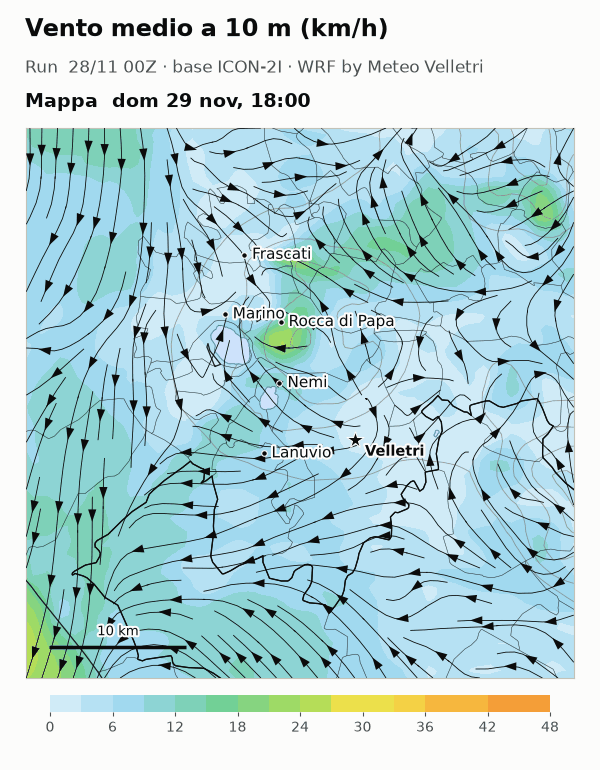 Vento medio a 10 m (km/h)
Run  28/11 00Z · base ICON-2I · WRF by Meteo Velletri
Mappa  dom 29 nov, 18:00
Frascati
Marino
Rocca di Papa
Nemi
Velletri
Lanuvio
10 km
0 6 12 18 24 30 36 42 48